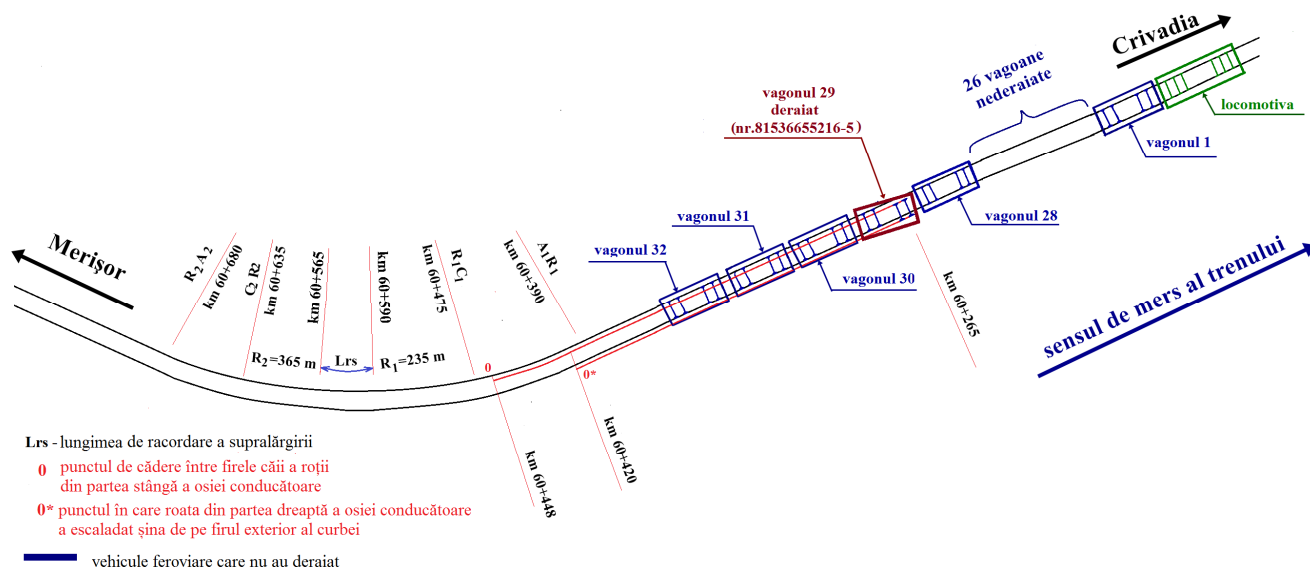 Crivadia
26 vagoane
nederaiate
locomotiva
vagonul 1
vagonul 29
deraiat
(nr.81536655216-5)
vagonul 28
vagonul 31
vagonul 30
vagonul 32
km 60+265
sensul de mers al trenului
Merișor
R₂ A₂
km 60+680
C₂ R₂
km 60+635
km 60+565
km 60+590
R₁C₁
km 60+475
A₁R₁
km 60+390
R₂=365 m
Lrs
R₁=235 m
0
0*
km 60+448
km 60+420
Lrs - lungimea de racordare a supralărgirii
0 punctul de cădere între firele căii a roții
din partea stângă a osiei conducătoare
0* punctul în care roata din partea dreaptă a osiei conducătoare
a escaladat șina de pe firul exterior al curbei
vehicule feroviare care nu au deraiat